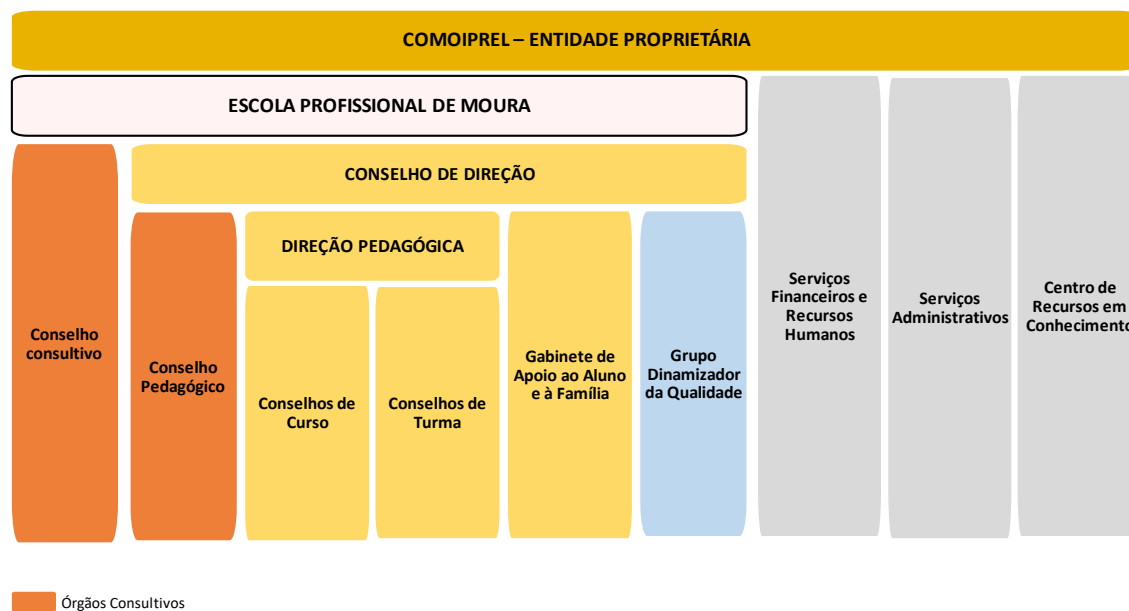 COMOIPREL – ENTIDADE PROPRIETÁRIA
ESCOLA PROFISSIONAL DE MOURA
CONSELHO DE DIREÇÃO
DIREÇÃO PEDAGÓGICA
Conselho
consultivo
Conselho
Pedagógico
Conselhos de
Curso
Conselhos de
Turma
Gabinete de
Apoio ao Aluno
e à Família
Grupo
Dinamizador
da Qualidade
Serviços
Financeiros e
Recursos
Humanos
Serviços
Administrativos
Centro de
Recursos em
Conhecimento
Órgãos Consultivos